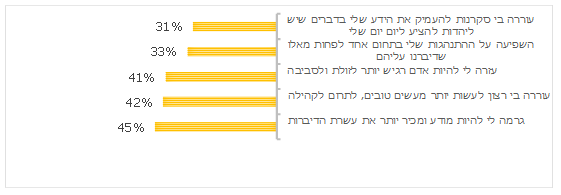 עוררה בי סקרנות להעמיק את הידע שלי בדברים שיש
ליהדות להציע ליום יום שלי
31%
השפיעה על ההתנהגות שלי בתחום אחד לפחות מאלו
שדיברנו עליהם
33%
עזרה לי להיות אדם רגיש יותר לזולת ולסביבה
41%
עוררה בי רצון לעשות יותר מעשים טובים, לתרום לקהילה
42%
גרמה לי להיות מודע ומכיר יותר את עשרת הדיברות
45%